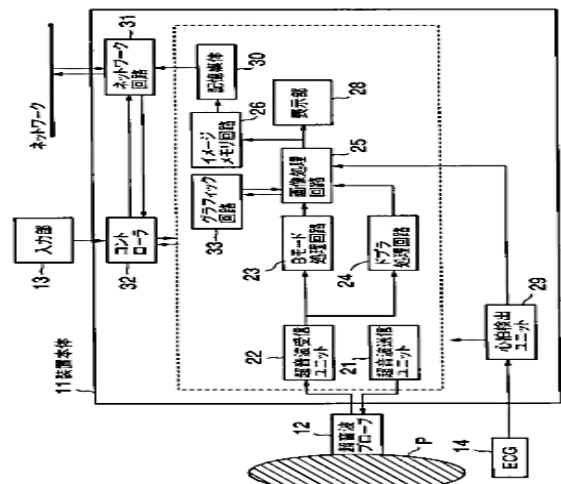 ネットワーク
11装置本体
入力部
13
コント
ローラ
32
ネットワーク
回路
31
グラフィック
回路
33
イメージ
メモリ回路
26
記憶媒体
30
表示部
28
画像処理
回路
25
Bモード
処理回路
23
ドプラ
処理回路
24
超音波受信
ユニット
22
超音波送信
ユニット
21
超音波
プローブ
12
P
心拍検出
ユニット
29
ECG
14